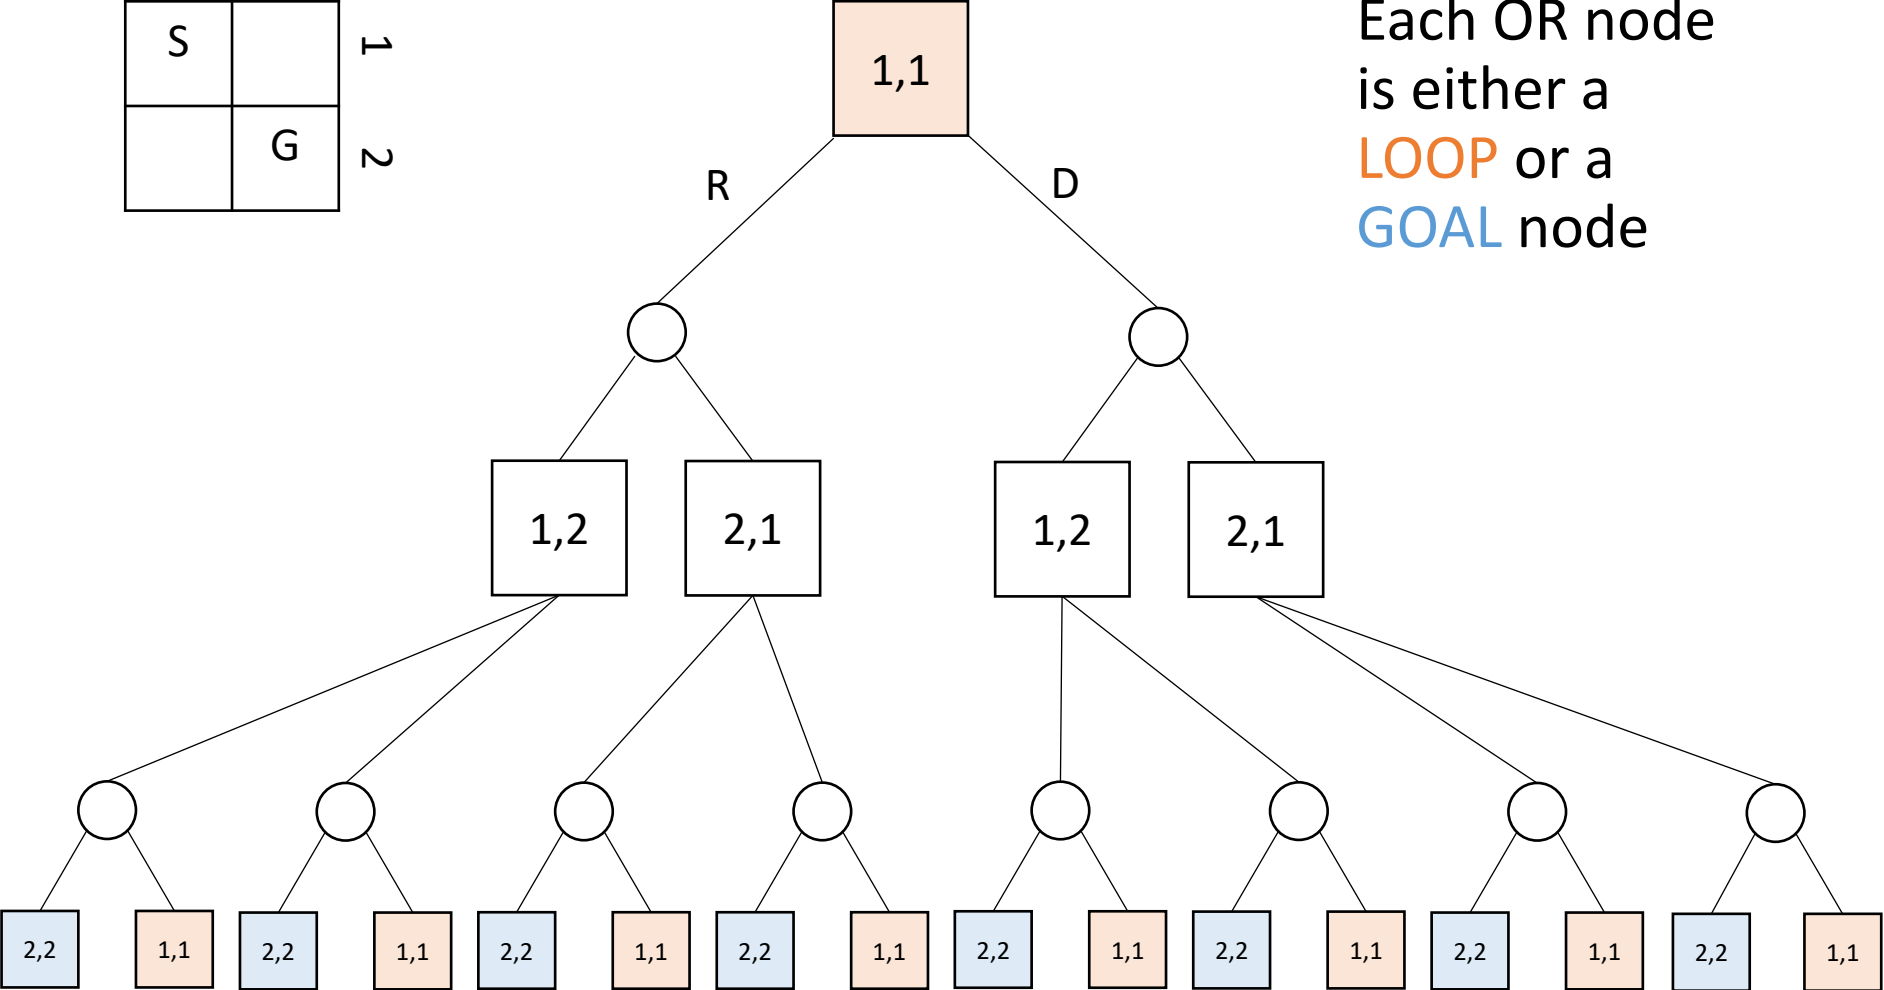 S
1
G
2
1,1
Each OR node
is either a
LOOP or a
GOAL node
R
D
1,2
2,1
1,2
2,1
2,2
1,1
2,2
1,1
2,2
1,1
2,2
1,1
2,2
1,1
2,2
1,1
2,2
1,1
2,2
1,1